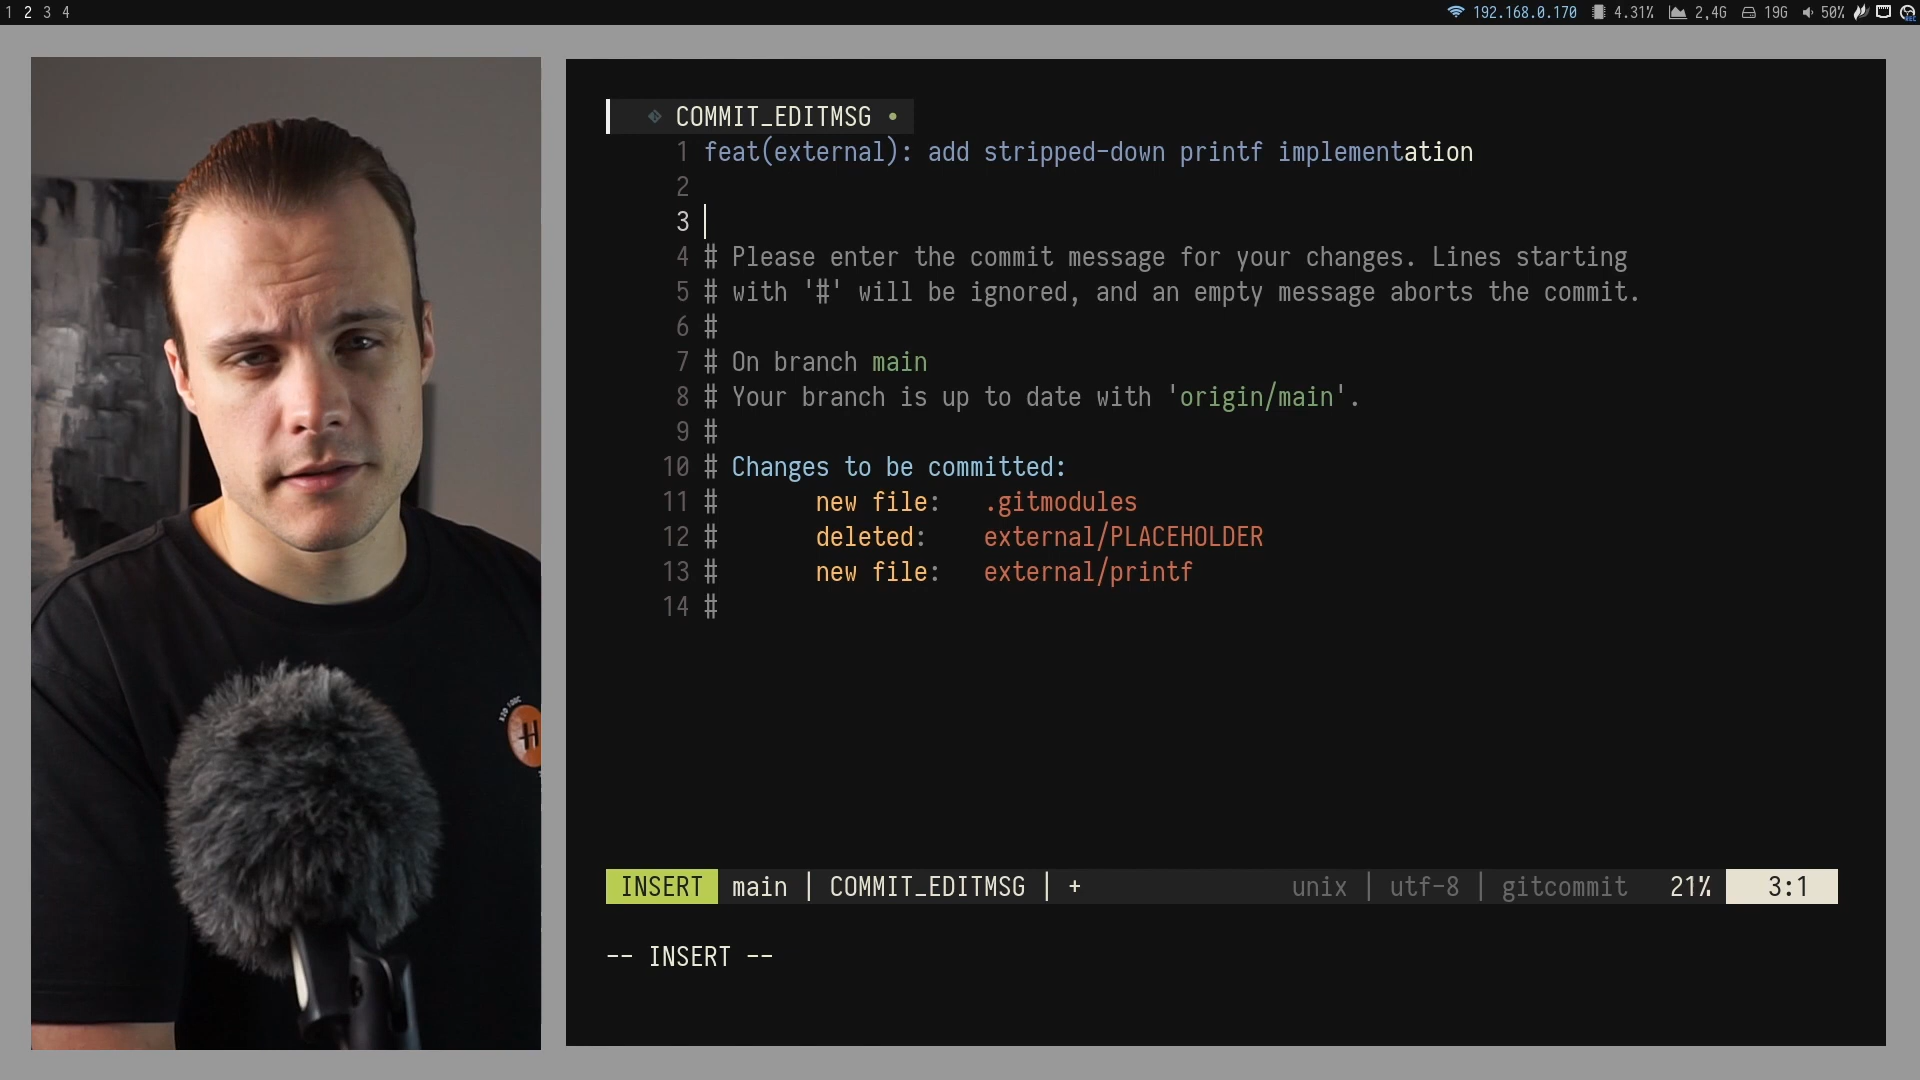 1 2 3 4
192.168.0.170 4.31% 2,4G 19G 50% REC
COMMIT_EDITMSG
1 feat(external): add stripped-down printf implementation
2
3
4 # Please enter the commit message for your changes. Lines starting
5 # with '#' will be ignored, and an empty message aborts the commit.
6 #
7 # On branch main
8 # Your branch is up to date with 'origin/main'.
9 #
10 # Changes to be committed:
11 # new file: .gitmodules
12 # deleted: external/PLACEHOLDER
13 # new file: external/printf
14 #
INSERT main | COMMIT_EDITMSG | + unix | utf-8 | gitcommit 21% 3:1
-- INSERT --
H